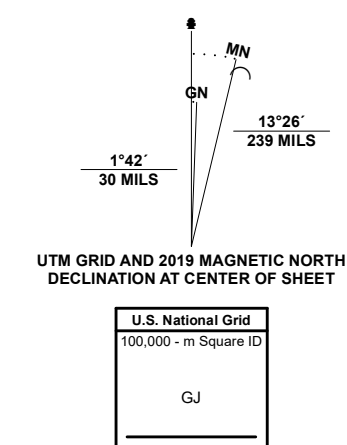 MN
GN
13°26´
239 MILS
1°42´
30 MILS
UTM GRID AND 2019 MAGNETIC NORTH
DECLINATION AT CENTER OF SHEET
U.S. National Grid
100,000 - m Square ID
GJ